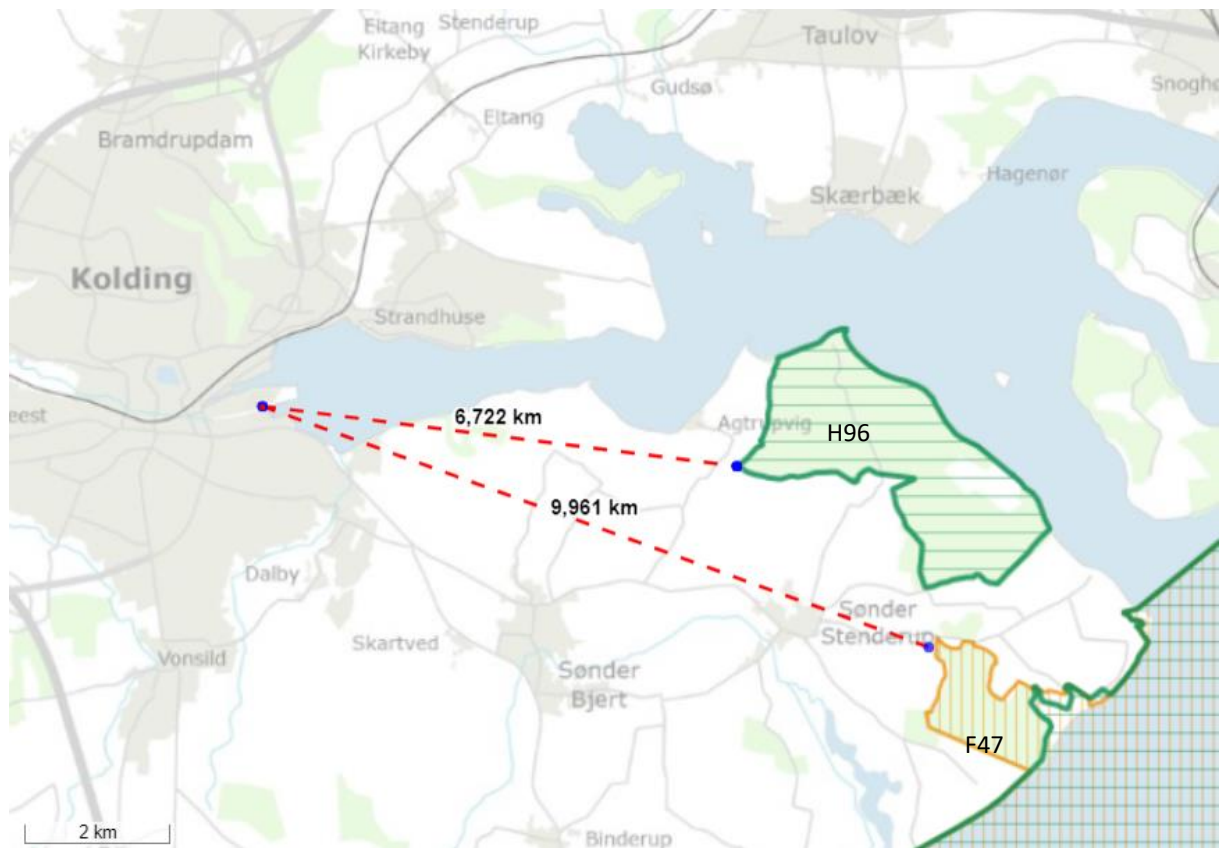 Eltang
Kirkeby
Stenderup
Taulov
Snogh
Gudsø
Eltang
Bramdrupdam
Hagenør
Skærbæk
Kolding
Strandhuse
eest
6,722 km
Agtrupvig
H96
9,961 km
Dalby
Sønder
Stenderup
Skartved
Vonsild
Sønder
Bjert
F47
2 km
Binderup